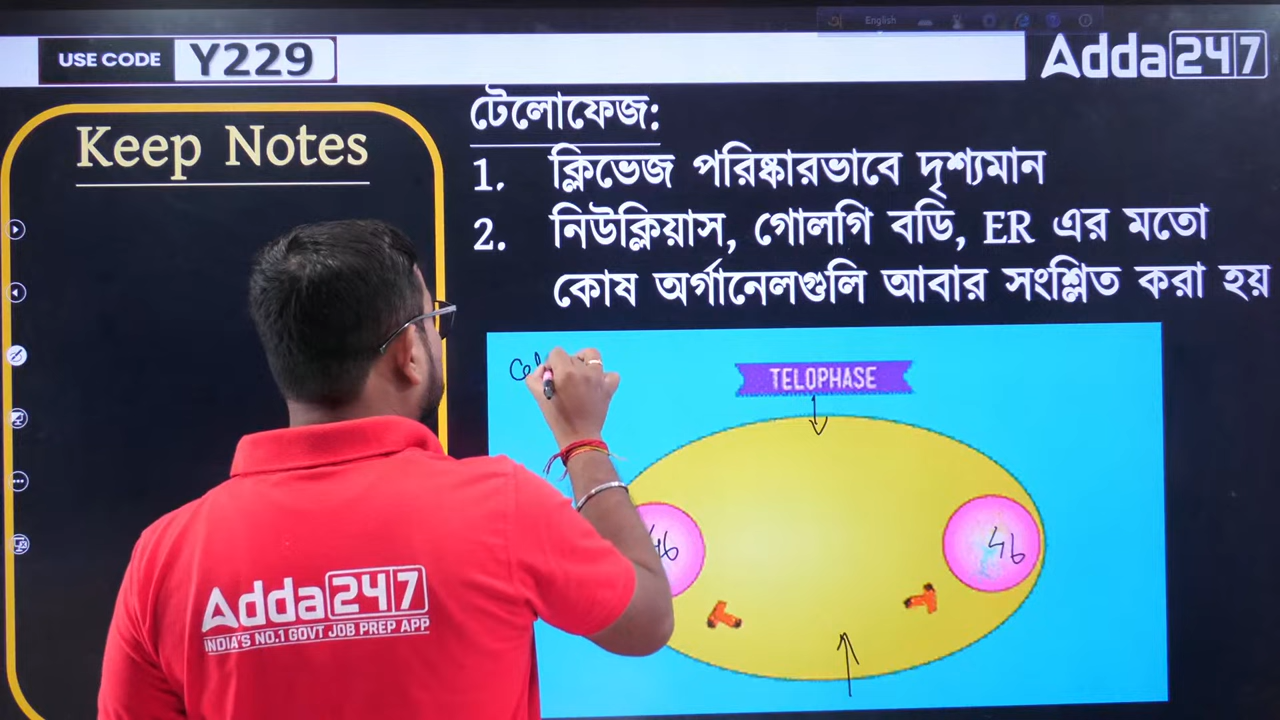 English
USE CODE Y229
Adda247
Keep Notes
টেলোফেজ:
1. ক্লিভেজ পরিষ্কারভাবে দৃশ্যমান
2. নিউক্লিয়াস, গোলগি বডি, ER এর মতো
কোষ অর্গানেলগুলি আবার সংশ্লিত করা হয়
TELOPHASE
46
46
Adda247
INDIA'S NO.1 GOVT JOB PREP APP